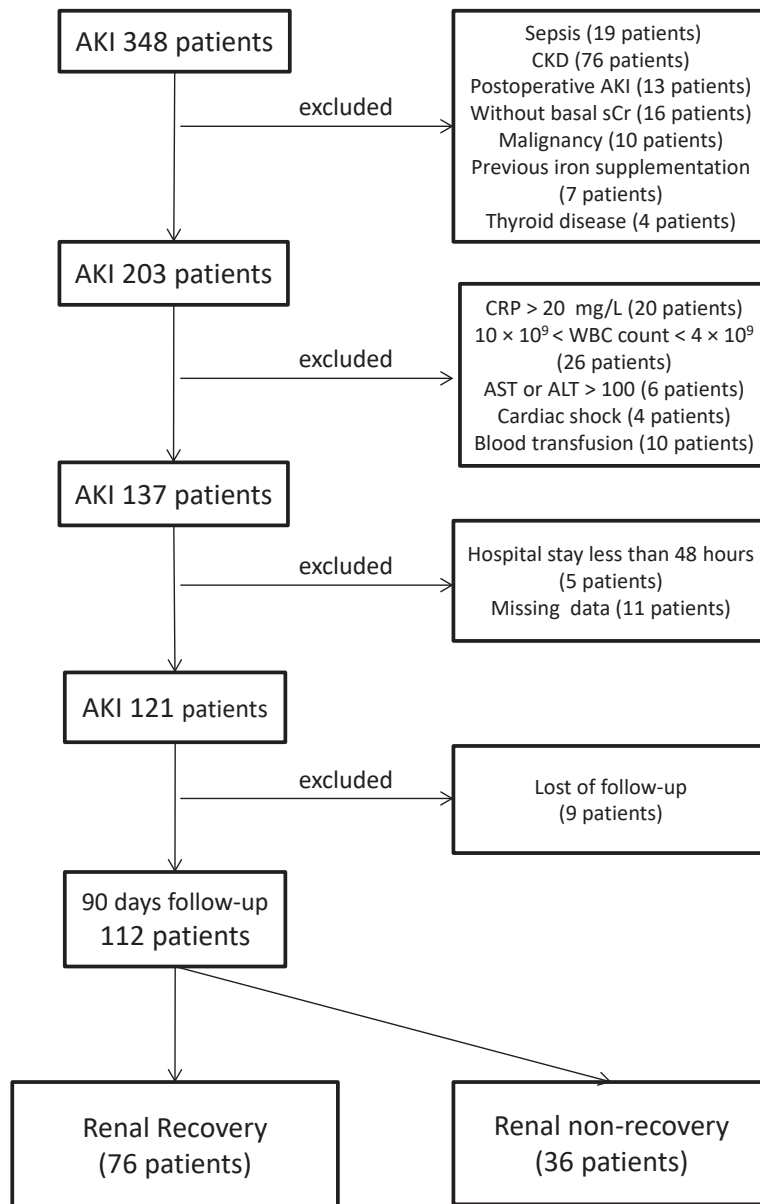 AKI 348 patients
excluded
Sepsis (19 patients)
CKD (76 patients)
Postoperative AKI (13 patients)
Without basal sCr (16 patients)
Malignancy (10 patients)
Previous iron supplementation
(7 patients)
Thyroid disease (4 patients)
AKI 203 patients
excluded
CRP > 20 mg/L (20 patients)
10 × 10⁹ < WBC count < 4 × 10⁹
(26 patients)
AST or ALT > 100 (6 patients)
Cardiac shock (4 patients)
Blood transfusion (10 patients)
AKI 137 patients
excluded
Hospital stay less than 48 hours
(5 patients)
Missing data (11 patients)
AKI 121 patients
excluded
Lost of follow-up
(9 patients)
90 days follow-up
112 patients
Renal Recovery
(76 patients)
Renal non-recovery
(36 patients)